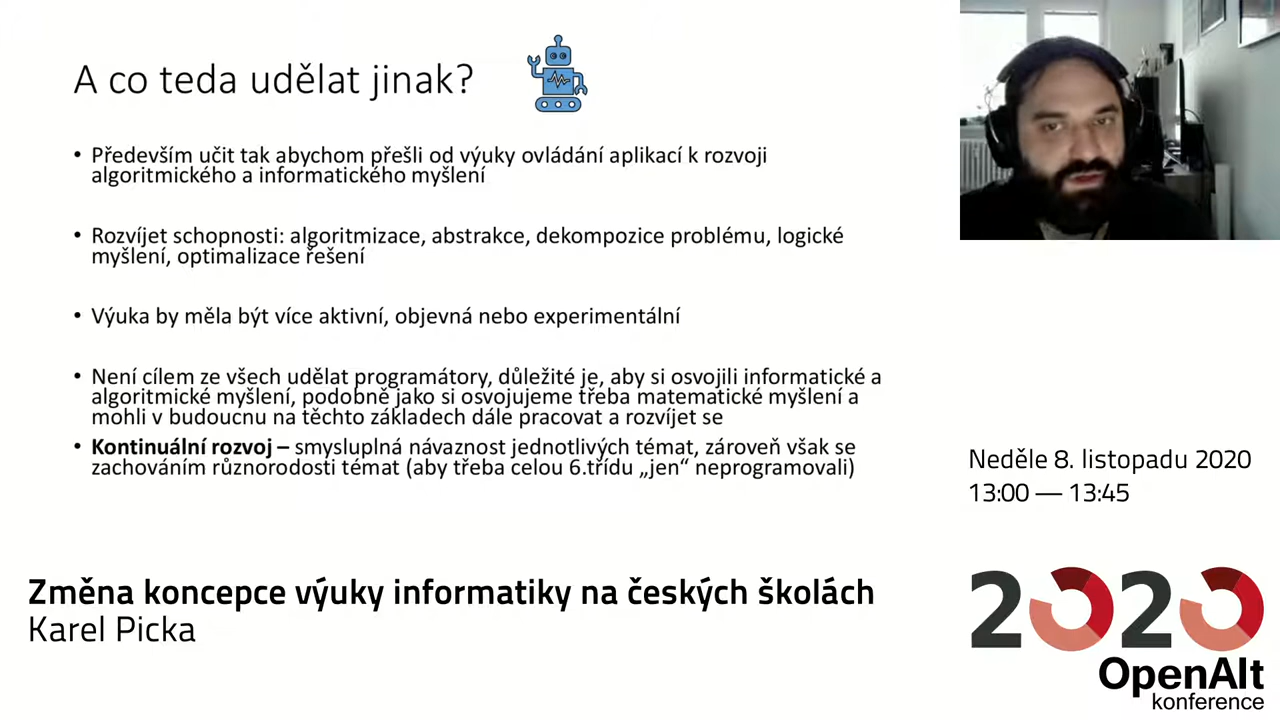 A co teda udělat jinak?
• Především učit tak abychom přešli od výuky ovládání aplikací k rozvoji
algoritmického a informatického myšlení
• Rozvíjet schopnosti: algoritmizace, abstrakce, dekompozice problému, logické
myšlení, optimalizace řešení
• Výuka by měla být více aktivní, objevná nebo experimentální
• Není cílem ze všech udělat programátory, důležité je, aby si osvojili informatické a
algoritmické myšlení, podobně jako si osvojujeme třeba matematické myšlení a
mohli v budoucnu na těchto základech dále pracovat a rozvíjet se
• Kontinuální rozvoj – smysluplná návaznost jednotlivých témat, zároveň však se
zachováním různorodosti témat (aby třeba celou 6.třídu „jen“ neprogramovali)
Neděle 8. listopadu 2020
13:00 — 13:45
Změna koncepce výuky informatiky na českých školách
Karel Picka
2020
OpenAlt
konference